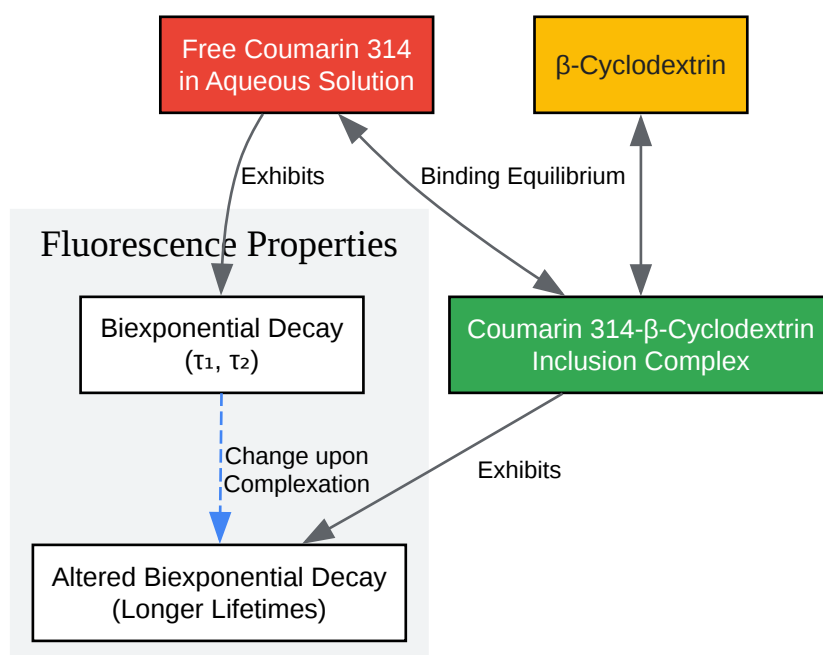 Free Coumarin 314
in Aqueous Solution
β-Cyclodextrin
Exhibits
Binding Equilibrium
Fluorescence Properties
Biexponential Decay
(τ₁, τ₂)
Coumarin 314-β-Cyclodextrin
Inclusion Complex
Change upon
Complexation
Exhibits
Altered Biexponential Decay
(Longer Lifetimes)